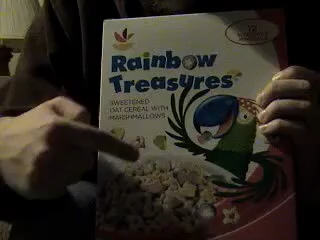 Rainbow
Treasures
SWEETENED
OAT CEREAL WITH
MARSHMALLOWS